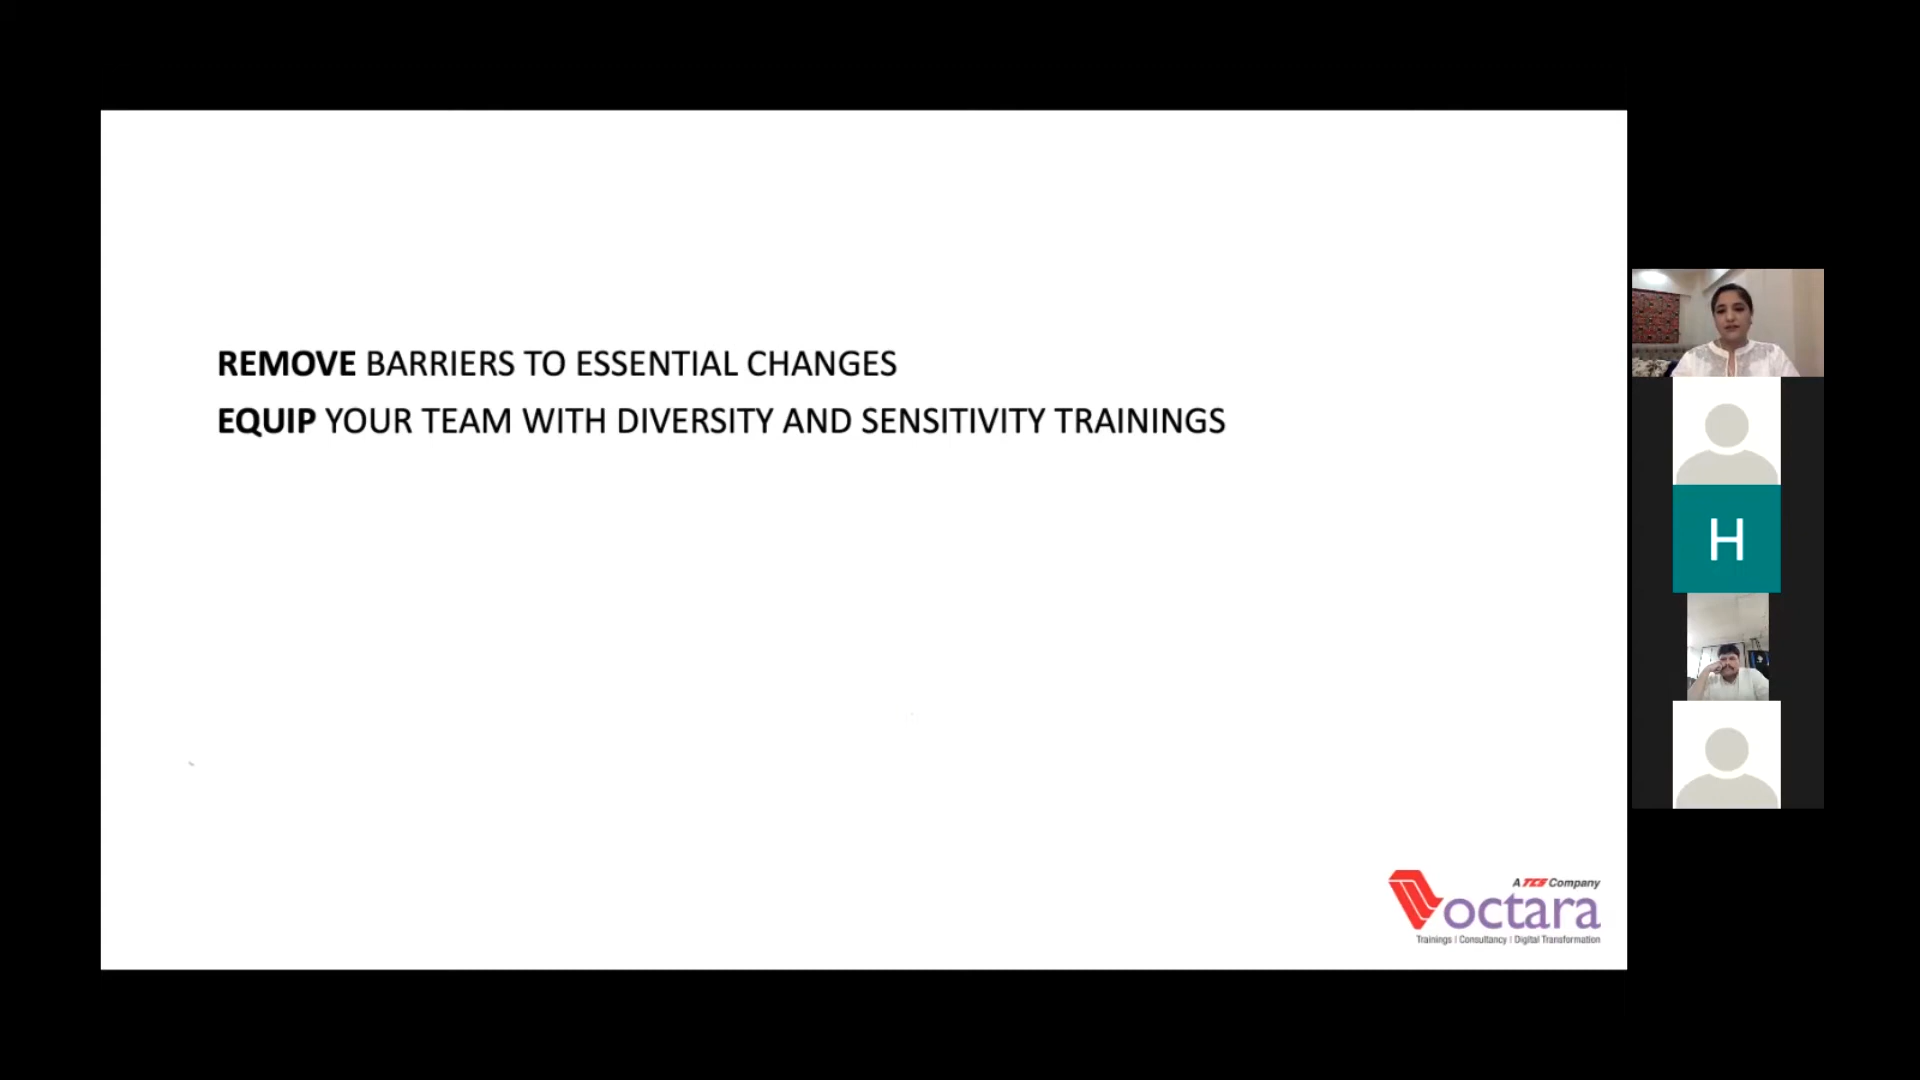 REMOVE BARRIERS TO ESSENTIAL CHANGES
EQUIP YOUR TEAM WITH DIVERSITY AND SENSITIVITY TRAININGS
H
A TCS Company
octara
Trainings | Consultancy | Digital Transformation